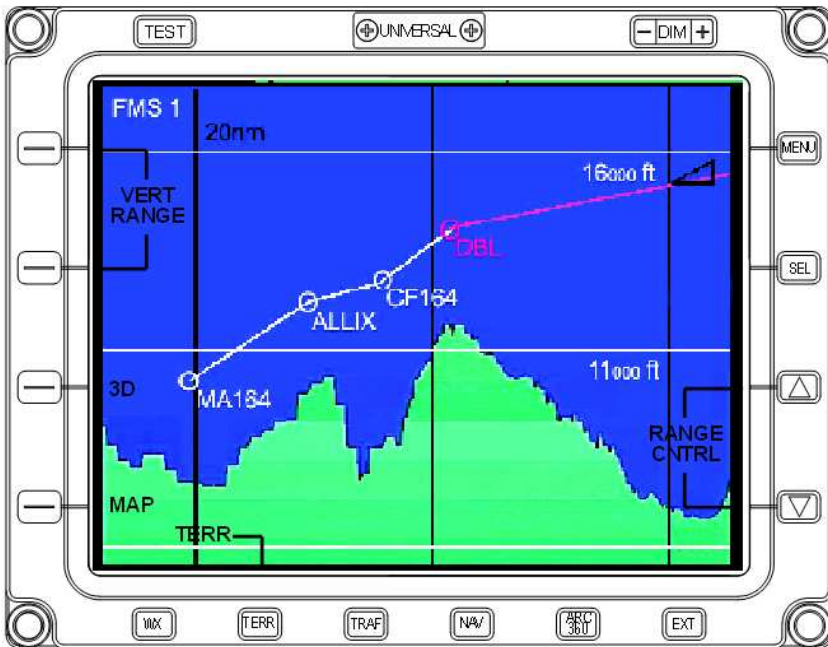 TEST
UNIVERSAL
− DIM +
FMS 1
20nm
MENU
16000 ft
VERT
RANGE
DBL
SEL
CF164
ALLIX
11000 ft
3D
MA164
RANGE
CNTRL
MAP
TERR
WX
TERR
TRAF
NAV
ARC
360
EXT